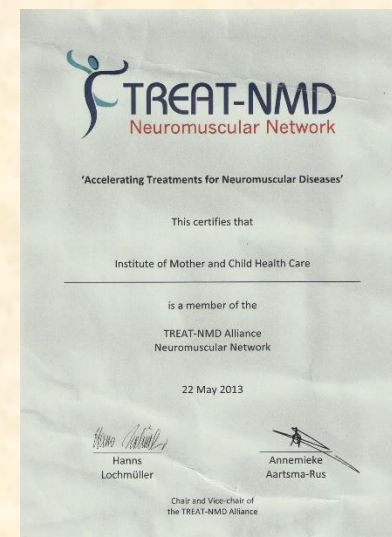 TREAT-NMD
Neuromuscular Network
'Accelerating Treatments for Neuromuscular Diseases'
This certifies that
Institute of Mother and Child Health Care
is a member of the
TREAT-NMD Alliance
Neuromuscular Network
22 May 2013
Hanns
Lochmüller
Annemieke
Aartsma-Rus
Chair and Vice-chair of
the TREAT-NMD Alliance